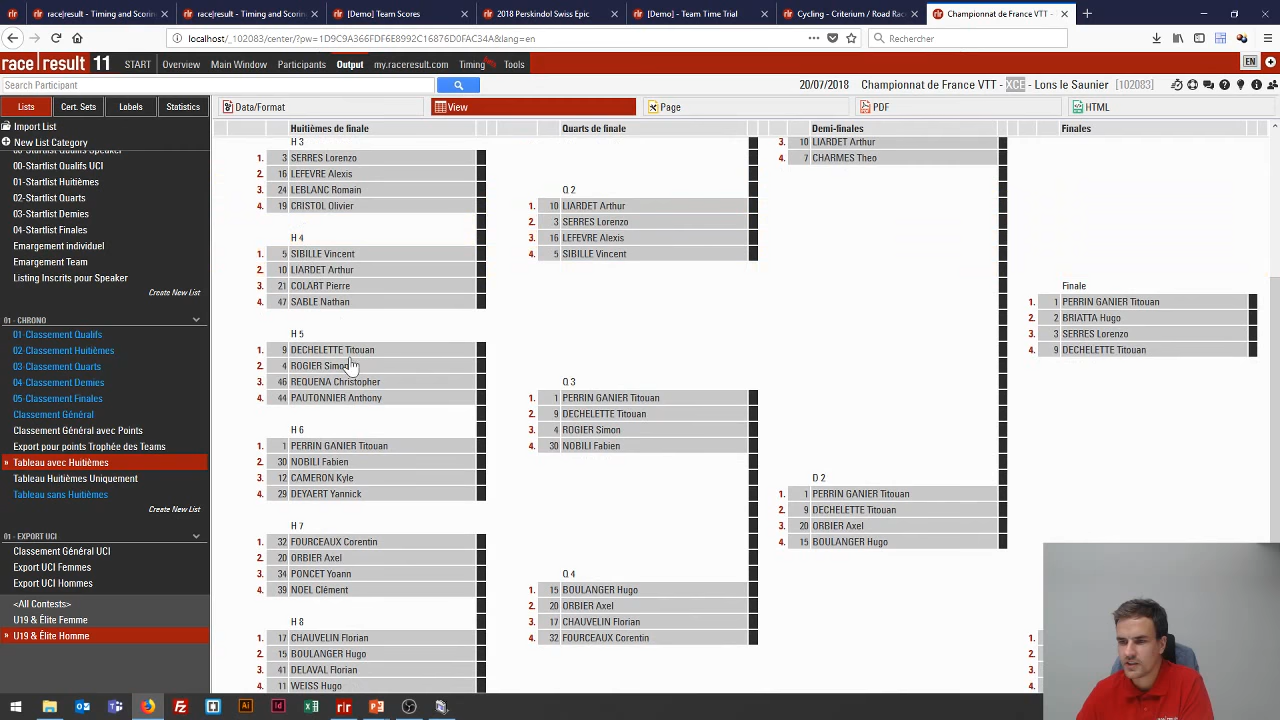 race|result - Timing and Scorin
race|result - Timing and Scorin
[Demo] Team Scores
2018 Perskindol Swiss Epic
[Demo] - Team Time Trial
Cycling - Criterium / Road Race
Championnat de France VTT -
localhost/_102083/center/?pw=1D9C9A366FDF6E8992C16876D0FAC34A&lang=en
Rechercher
race|result 11
START
Overview
Main Window
Participants
Output
my.raceresult.com
Timing
Tools
EN
Search Participant
20/07/2018
Championnat de France VTT - XCE - Lons le Saunier
[102083]
Lists
Cert. Sets
Labels
Statistics
Data/Format
View
Page
PDF
HTML
Import List
New List Category
00-Startlist Qualifs Speaker
00-Startlist Qualifs UCI
01-Startlist Huitièmes
02-Startlist Quarts
03-Startlist Demies
04-Startlist Finales
Emargement individuel
Emargement Team
Listing Inscrits pour Speaker
Create New List
01 - CHRONO
01-Classement Qualifs
02-Classement Huitièmes
03-Classement Quarts
04-Classement Demies
05-Classement Finales
Classement Général
Classement Général avec Points
Export pour points Trophée des Teams
» Tableau avec Huitièmes
Tableau Huitièmes Uniquement
Tableau sans Huitièmes
Create New List
01 - EXPORT UCI
Classement Général UCI
Export UCI Femmes
Export UCI Hommes
<All Contests>
U19 & Élite Femme
» U19 & Élite Homme
Huitièmes de finale
H 3
1. 3 SERRES Lorenzo
2. 16 LEFEVRE Alexis
3. 24 LEBLANC Romain
4. 19 CRISTOL Olivier
H 4
1. 5 SIBILLE Vincent
2. 10 LIARDET Arthur
3. 21 COLART Pierre
4. 47 SABLE Nathan
H 5
1. 9 DECHELETTE Titouan
2. 4 ROGIER Simon
3. 46 REQUENA Christopher
4. 44 PAUTONNIER Anthony
H 6
1. 1 PERRIN GANIER Titouan
2. 30 NOBILI Fabien
3. 12 CAMERON Kyle
4. 29 DEYAERT Yannick
H 7
1. 32 FOURCEAUX Corentin
2. 20 ORBIER Axel
3. 34 PONCET Yoann
4. 39 NOEL Clément
H 8
1. 17 CHAUVELIN Florian
2. 15 BOULANGER Hugo
3. 41 DELAVAL Florian
4. 11 WEISS Hugo
Quarts de finale
Q 2
1. 10 LIARDET Arthur
2. 3 SERRES Lorenzo
3. 16 LEFEVRE Alexis
4. 5 SIBILLE Vincent
Q 3
1. 1 PERRIN GANIER Titouan
2. 9 DECHELETTE Titouan
3. 4 ROGIER Simon
4. 30 NOBILI Fabien
Q 4
1. 15 BOULANGER Hugo
2. 20 ORBIER Axel
3. 17 CHAUVELIN Florian
4. 32 FOURCEAUX Corentin
Demi-finales
3. 10 LIARDET Arthur
4. 7 CHARMES Theo
D 2
1. 1 PERRIN GANIER Titouan
2. 9 DECHELETTE Titouan
3. 20 ORBIER Axel
4. 15 BOULANGER Hugo
Finales
Finale
1. 1 PERRIN GANIER Titouan
2. 2 BRIATTA Hugo
3. 3 SERRES Lorenzo
4. 9 DECHELETTE Titouan
1.
2.
3.
4.